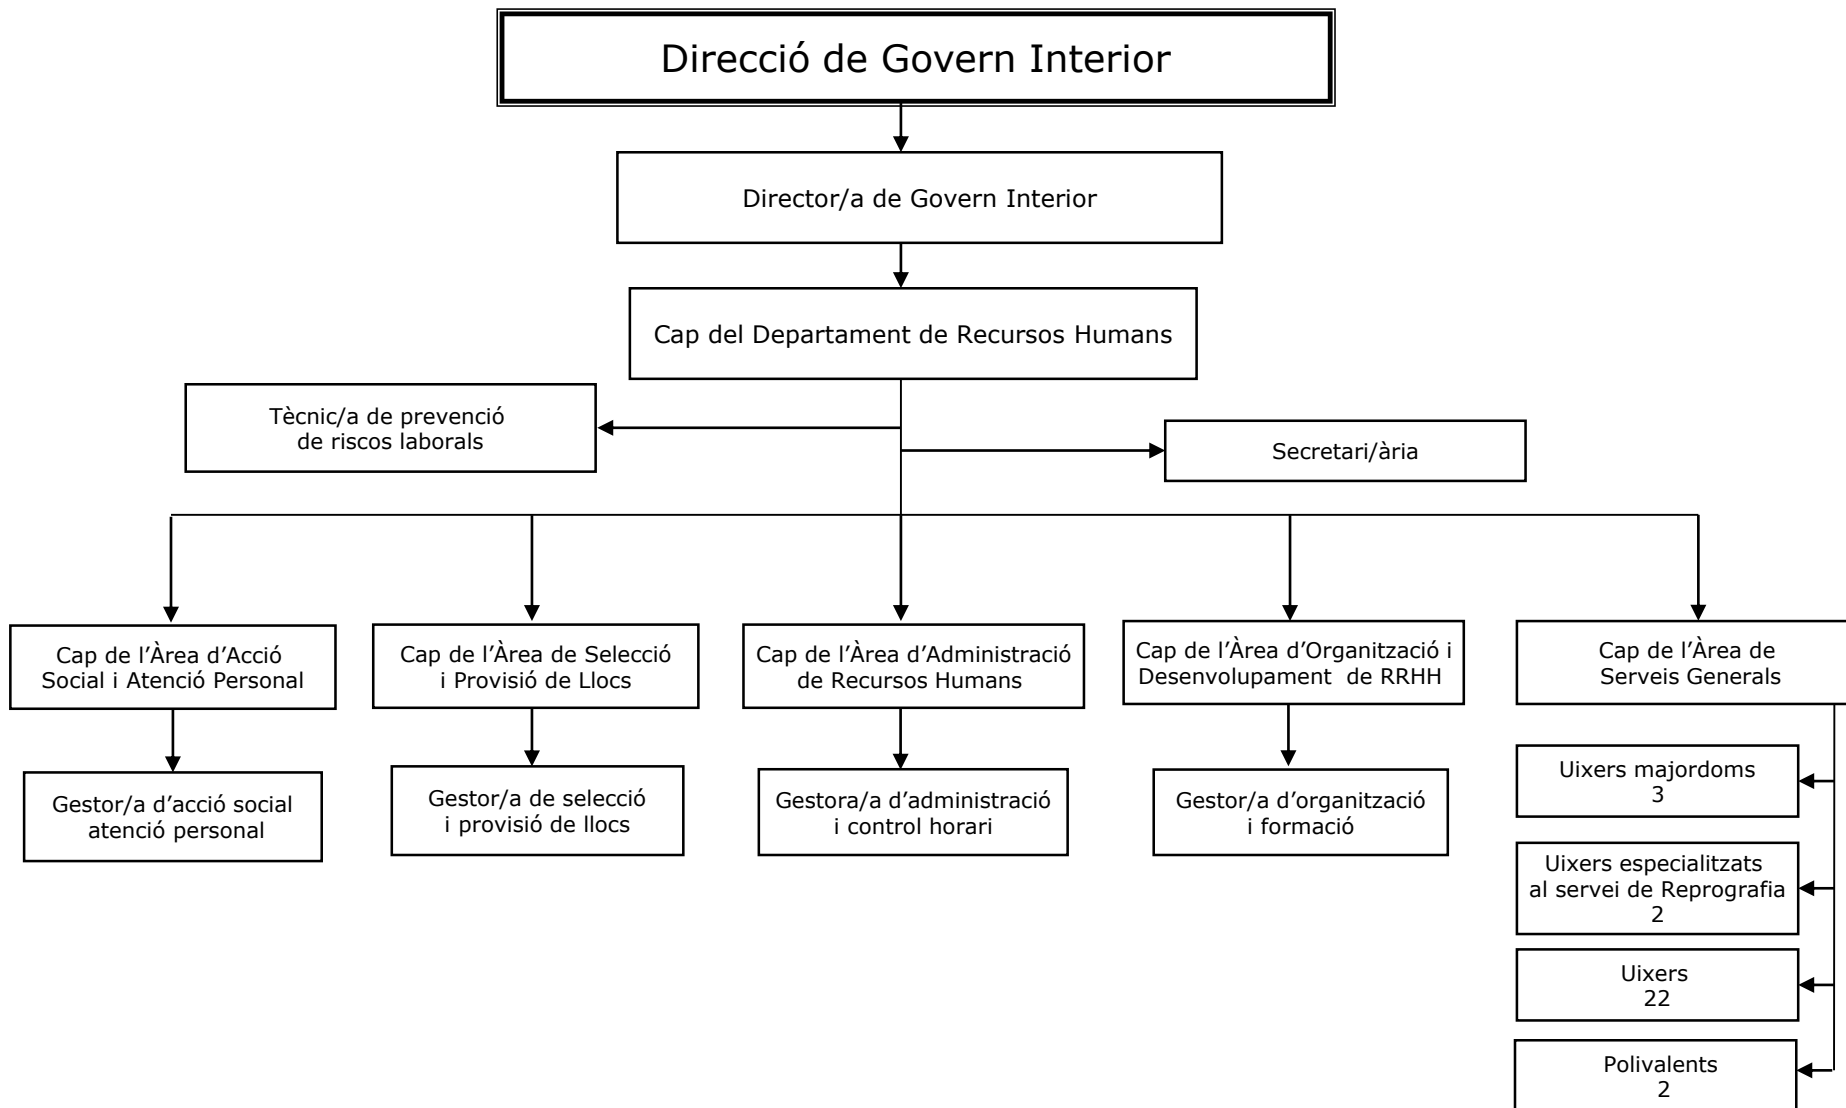 Direcció de Govern Interior
Director/a de Govern Interior
Cap del Departament de Recursos Humans
Tècnic/a de prevenció
de riscos laborals
Secretari/ària
Cap de l’Àrea d’Acció
Social i Atenció Personal
Cap de l’Àrea de Selecció
i Provisió de Llocs
Cap de l’Àrea d’Administració
de Recursos Humans
Cap de l’Àrea d’Organització i
Desenvolupament de RRHH
Cap de l’Àrea de
Serveis Generals
Gestor/a d’acció social
atenció personal
Gestor/a de selecció
i provisió de llocs
Gestora/a d’administració
i control horari
Gestor/a d’organització
i formació
Uixers majordoms
3
Uixers especialitzats
al servei de Reprografia
2
Uixers
22
Polivalents
2